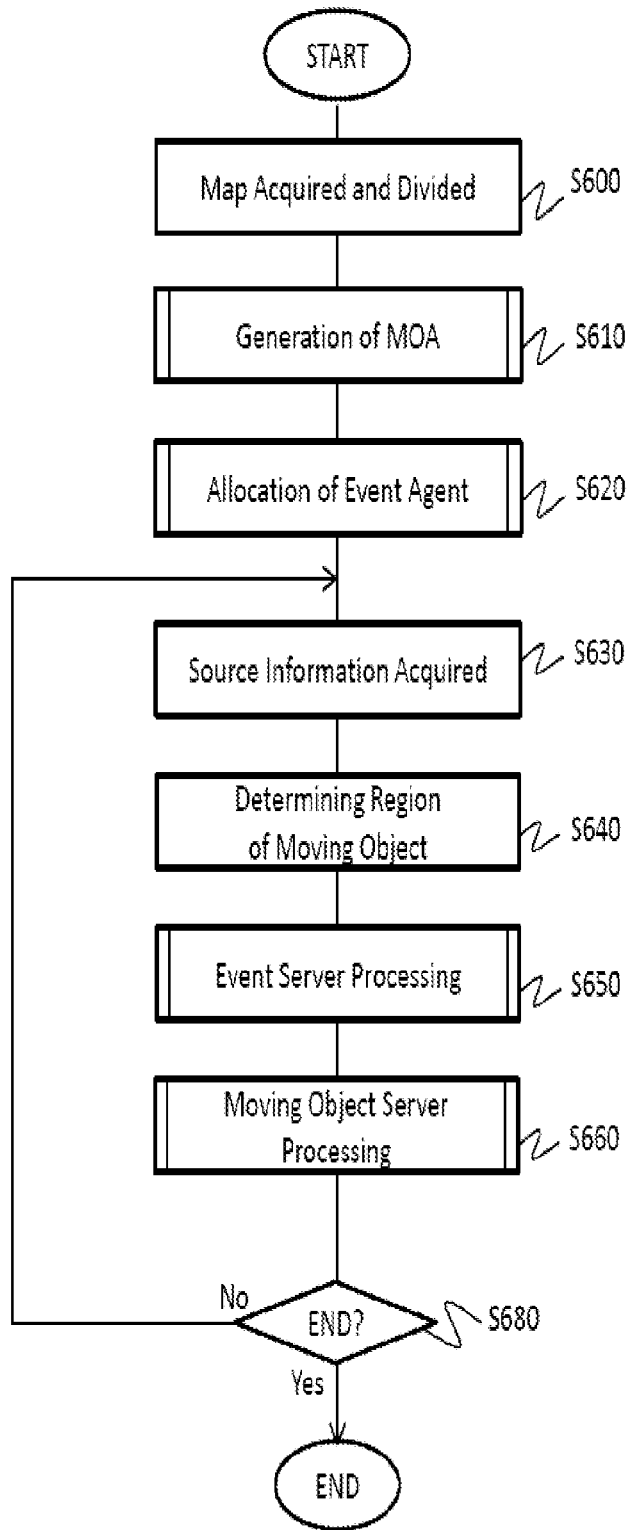 START
Map Acquired and Divided
S600
Generation of MOA
S610
Allocation of Event Agent
S620
Source Information Acquired
S630
Determining Region
of Moving Object
S640
Event Server Processing
S650
Moving Object Server
Processing
S660
No
END?
S680
Yes
END